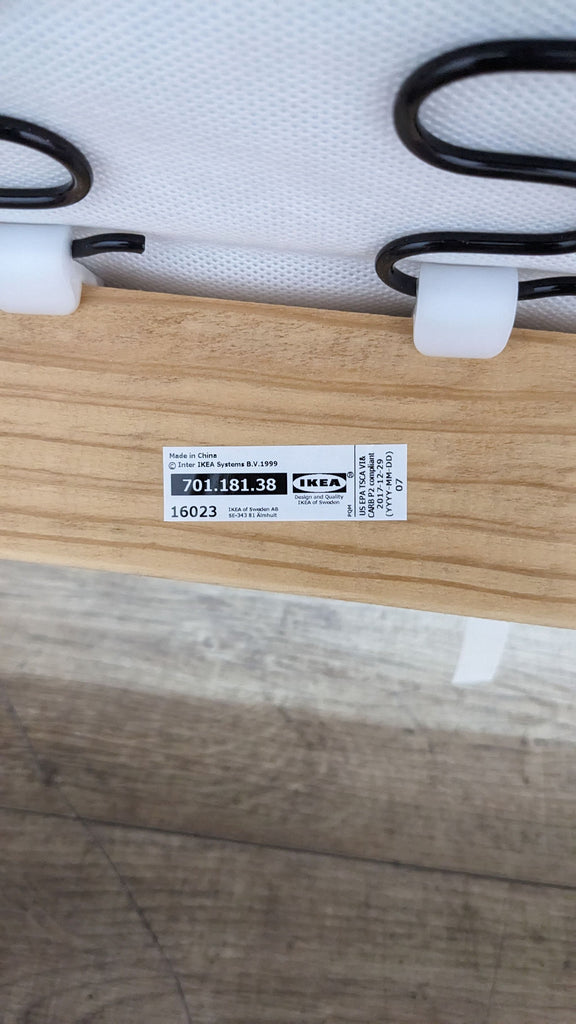 Made in China
© Inter IKEA Systems B.V.1999
701.181.38
16023
IKEA of Sweden AB
SE-343 81 Älmhult
IKEA
®
Design and Quality
IKEA of Sweden
PQM
US EPA TSCA VI&
CARB P2 compliant
2017-12-29
(YYYY-MM-DD)
07